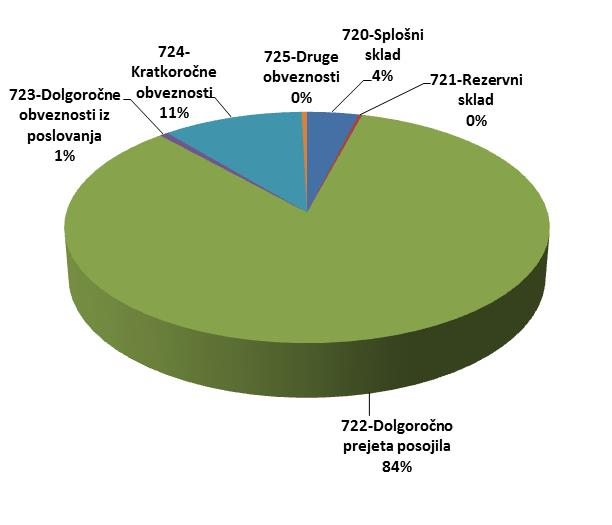 720-Splošni
sklad
4%
721-Rezervni
sklad
0%
722-Dolgoročno
prejeta posojila
84%
723-Dolgoročne
obveznosti iz
poslovanja
1%
724-
Kratkoročne
obveznosti
11%
725-Druge
obveznosti
0%